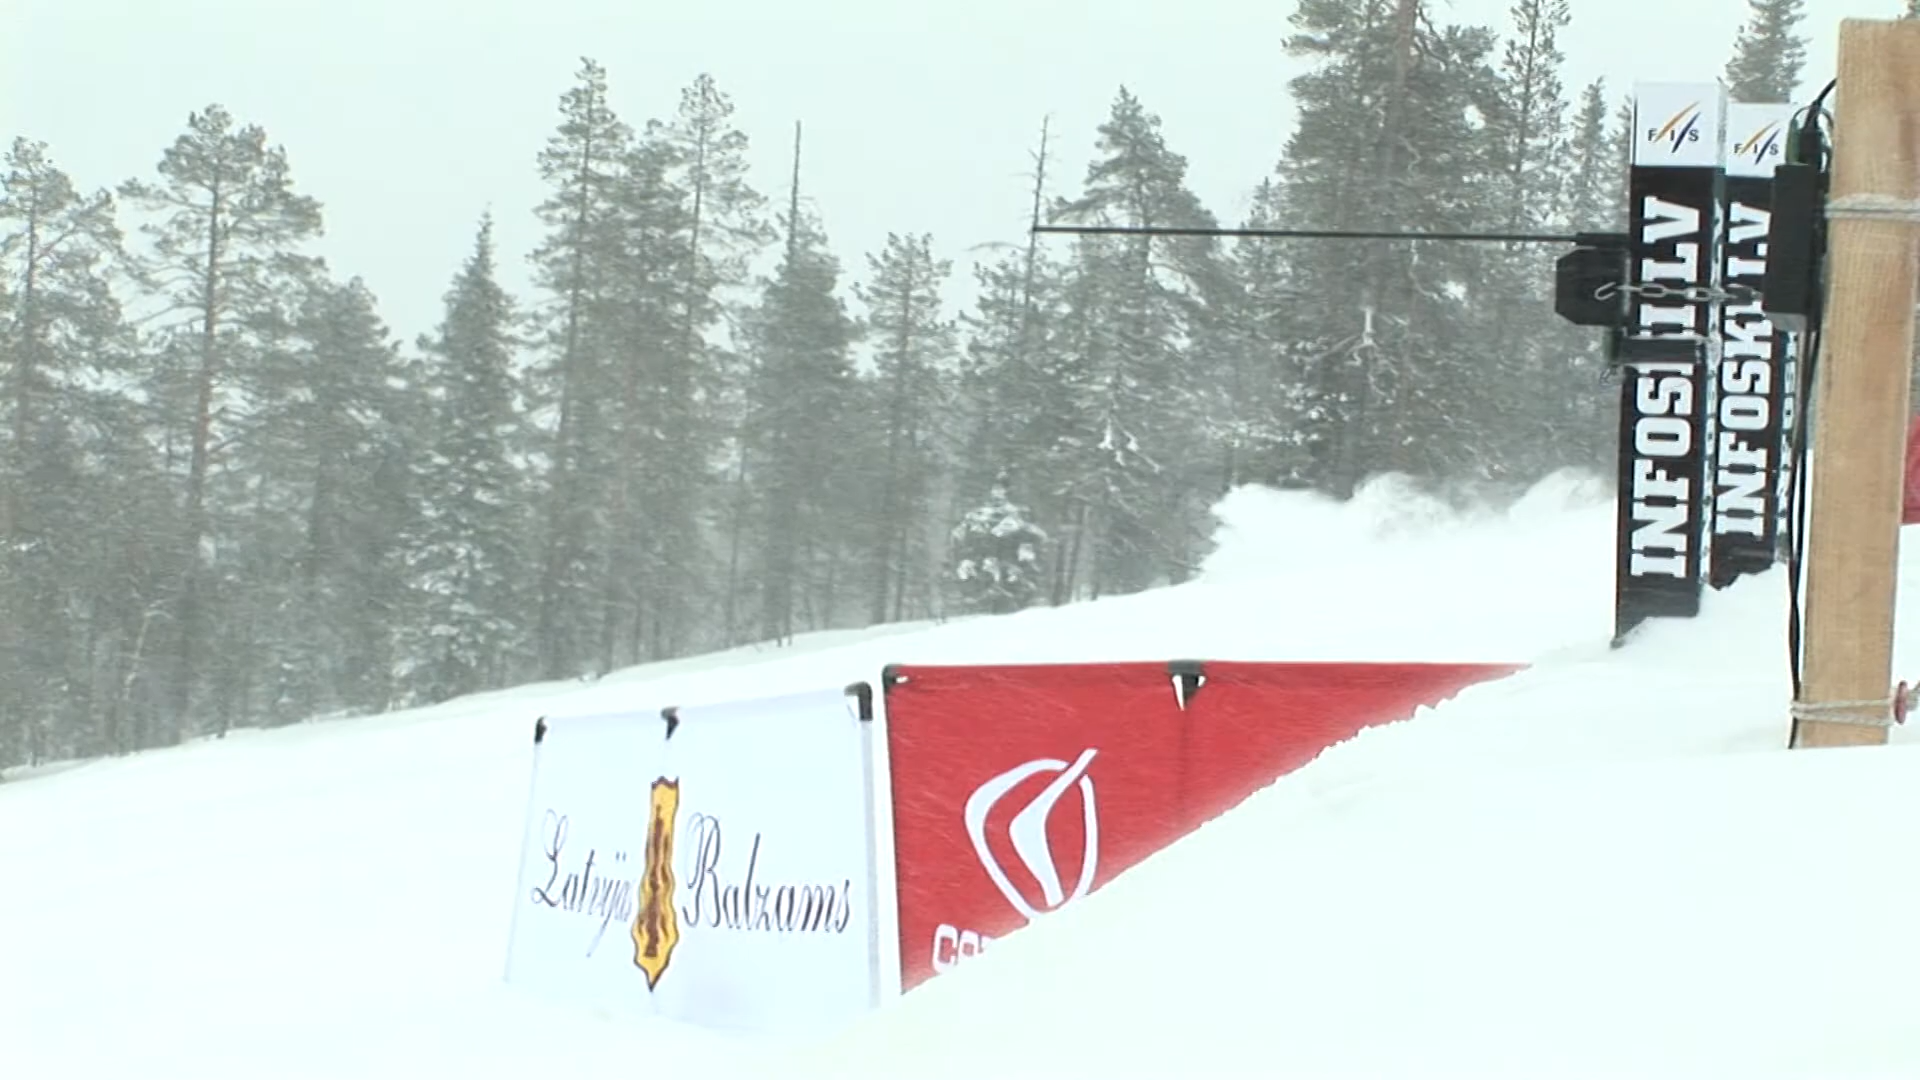 FIS
FIS
INFOSKI.LV
INFOSKI.LV
Latvijas Balzams